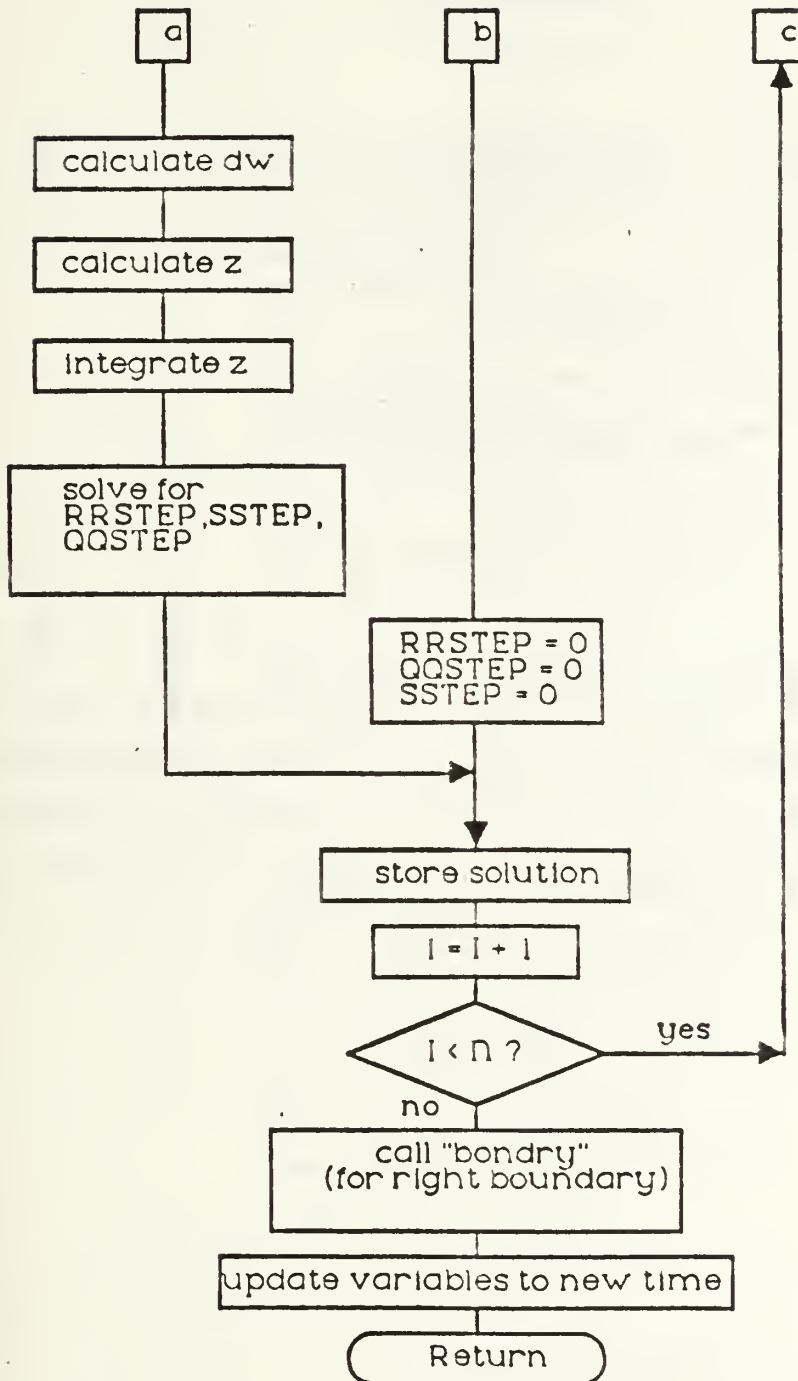 a
b
c
calculate dw
calculate z
integrate z
solve for
RRSTEP,SSTEP,
QQSTEP
RRSTEP = 0
QQSTEP = 0
SSTEP = 0
store solution
I = I + 1
I < N ?
yes
no
call "bondry"
(for right boundary)
update variables to new time
Return